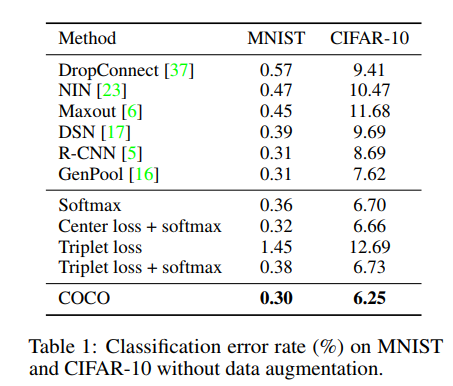 Method MNIST CIFAR-10
DropConnect [37] 0.57 9.41
NIN [23] 0.47 10.47
Maxout [6] 0.45 11.68
DSN [17] 0.39 9.69
R-CNN [5] 0.31 8.69
GenPool [16] 0.31 7.62
Softmax 0.36 6.70
Center loss + softmax 0.32 6.66
Triplet loss 1.45 12.69
Triplet loss + softmax 0.38 6.73
COCO 0.30 6.25
Table 1: Classification error rate (%) on MNIST
and CIFAR-10 without data augmentation.